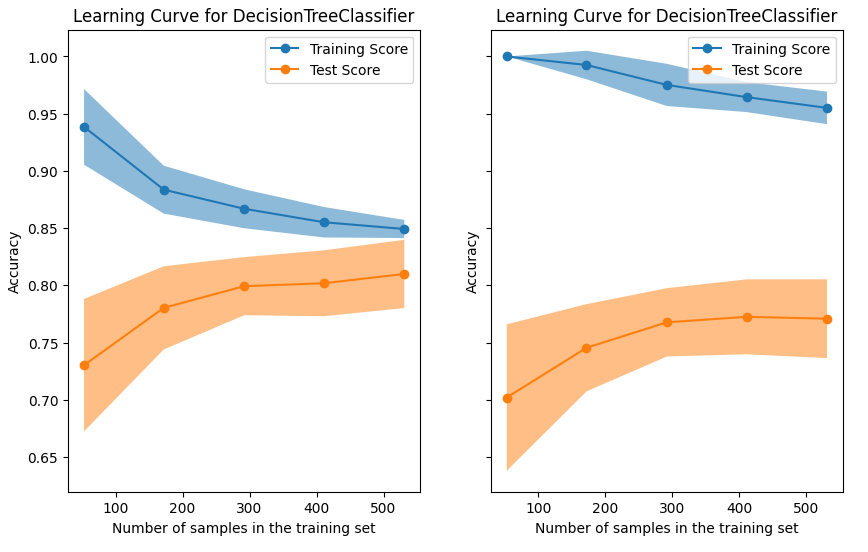 Learning Curve for DecisionTreeClassifier
Training Score
Test Score
1.00
0.95
0.90
0.85
0.80
0.75
0.70
0.65
Accuracy
100 200 300 400 500
Number of samples in the training set
Learning Curve for DecisionTreeClassifier
Training Score
Test Score
Accuracy
100 200 300 400 500
Number of samples in the training set